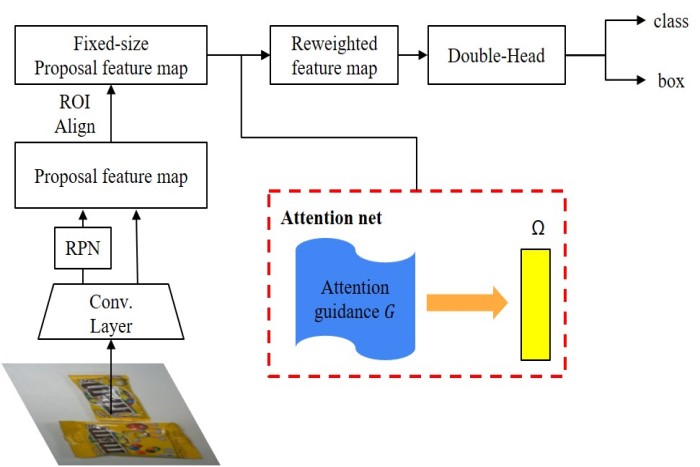 Fixed-size
Proposal feature map
Reweighted
feature map
Double-Head
class
box
ROI
Align
Proposal feature map
RPN
Conv.
Layer
Attention net
Attention
guidance G
Ω